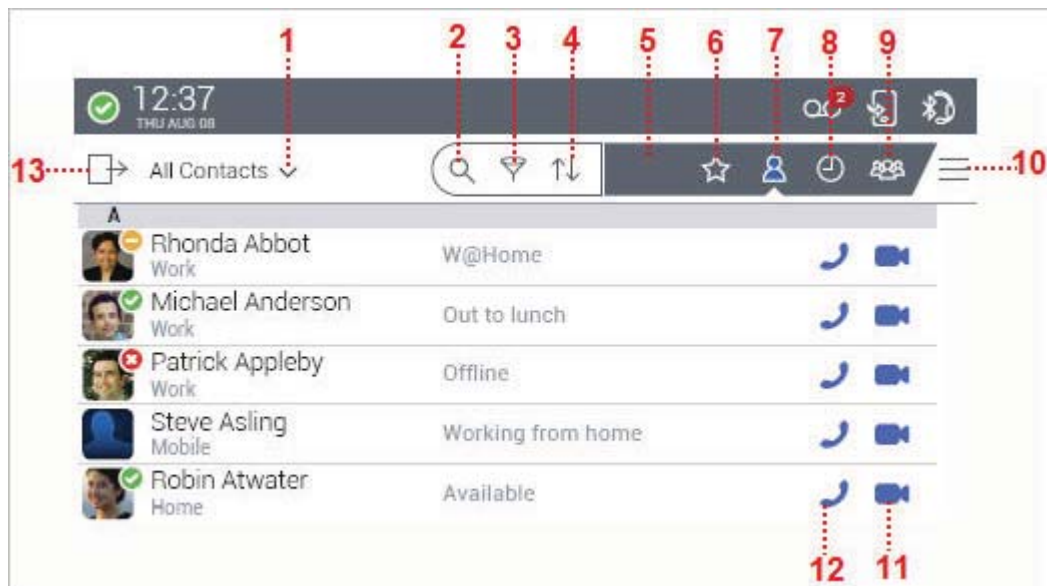 1 2 3 4 5 6 7 8 9
12:37
THU AUG 08
2
13 All Contacts 10
A
Rhonda Abbot
Work
W@Home
Michael Anderson
Work
Out to lunch
Patrick Appleby
Work
Offline
Steve Asling
Mobile
Working from home
Robin Atwater
Home
Available
12 11